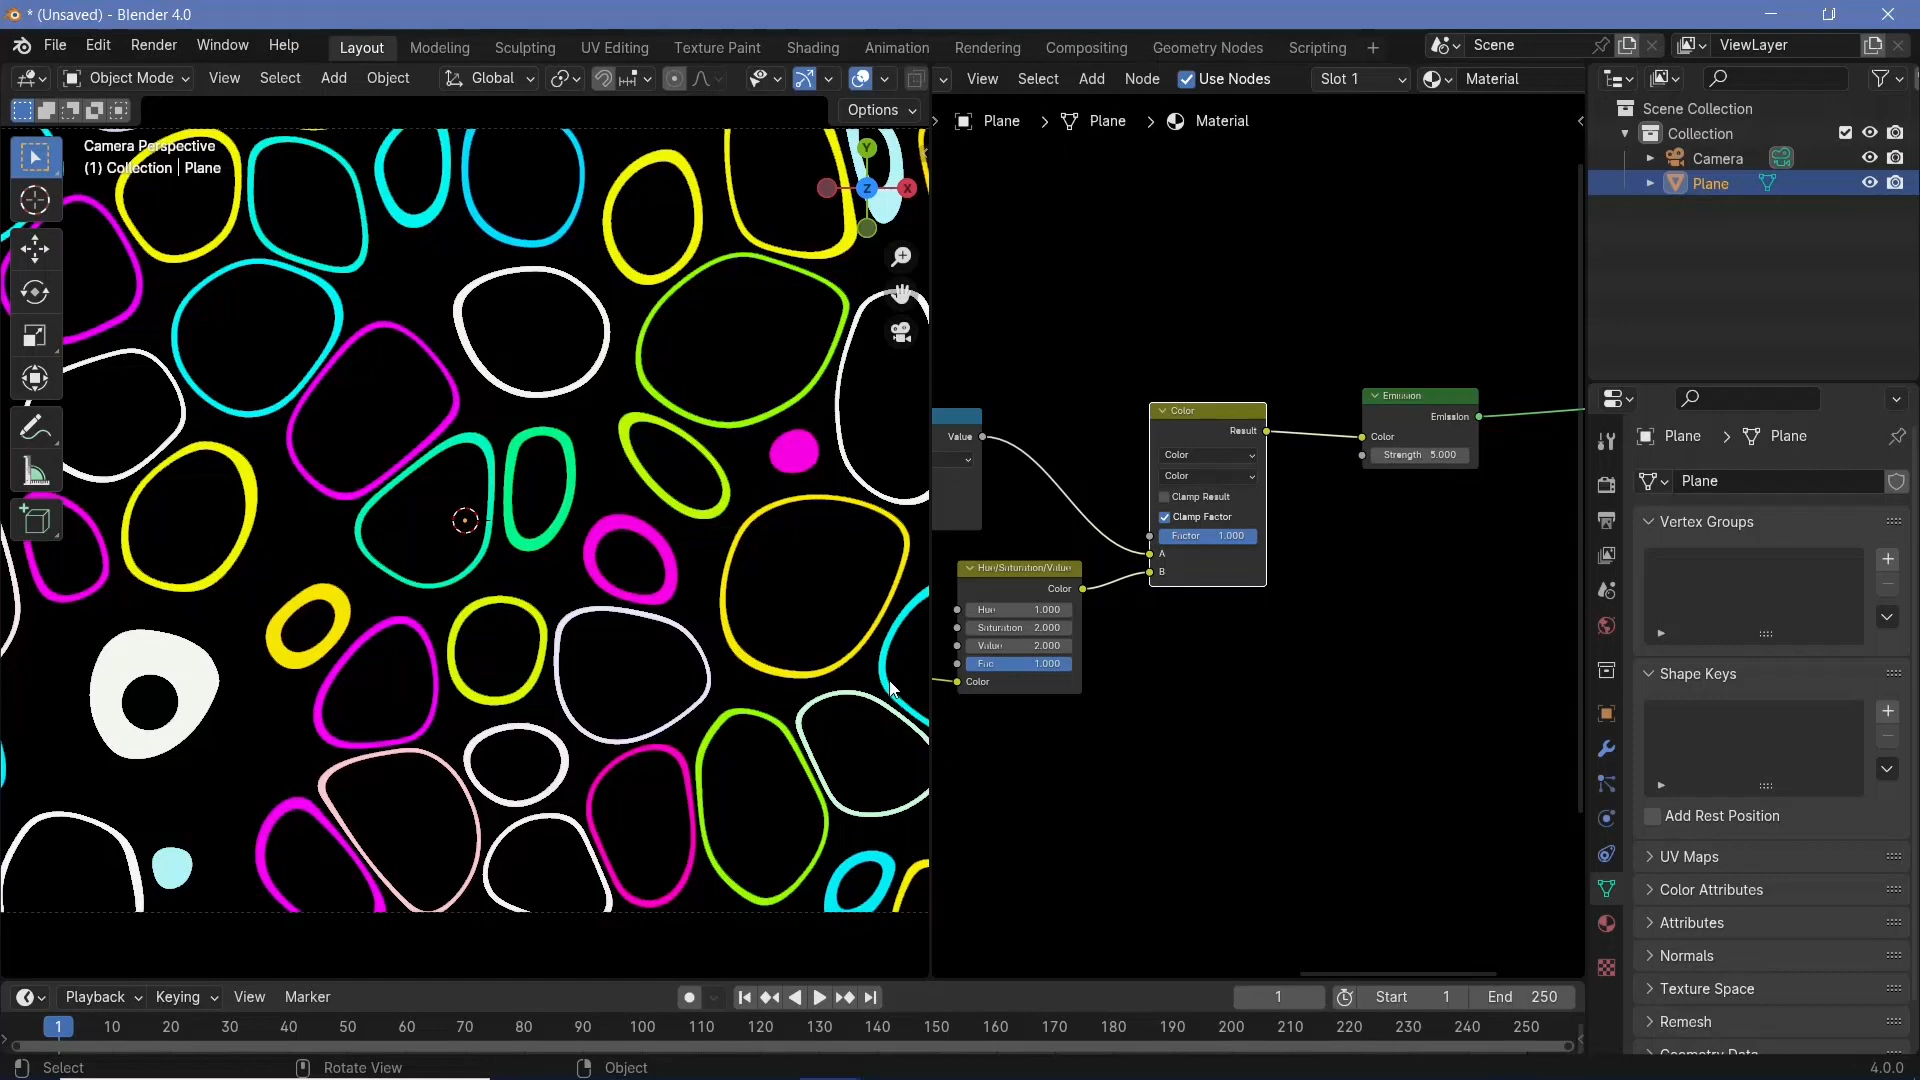 * (Unsaved) - Blender 4.0
File Edit Render Window Help
Layout Modeling Sculpting UV Editing Texture Paint Shading Animation Rendering Compositing Geometry Nodes Scripting +
Scene
ViewLayer
Object Mode View Select Add Object Global
View Select Add Node Use Nodes Slot 1 Material
Options
Camera Perspective
(1) Collection | Plane
Y
Z
X
Plane > Plane > Material
Value
Color
Result
Color
Color
Clamp Result
Clamp Factor
Factor 1.000
A
B
Emission
Emission
Color
Strength 5.000
Hue/Saturation/Value
Color
Hue 1.000
Saturation 2.000
Value 2.000
Fac 1.000
Color
Scene Collection
Collection
Camera
Plane
Plane > Plane
Plane
Vertex Groups
Shape Keys
Add Rest Position
UV Maps
Color Attributes
Attributes
Normals
Texture Space
Remesh
Geometry Data
Playback Keying View Marker
1 Start 1 End 250
1 10 20 30 40 50 60 70 80 90 100 110 120 130 140 150 160 170 180 190 200 210 220 230 240 250
Select Rotate View Object 4.0.0